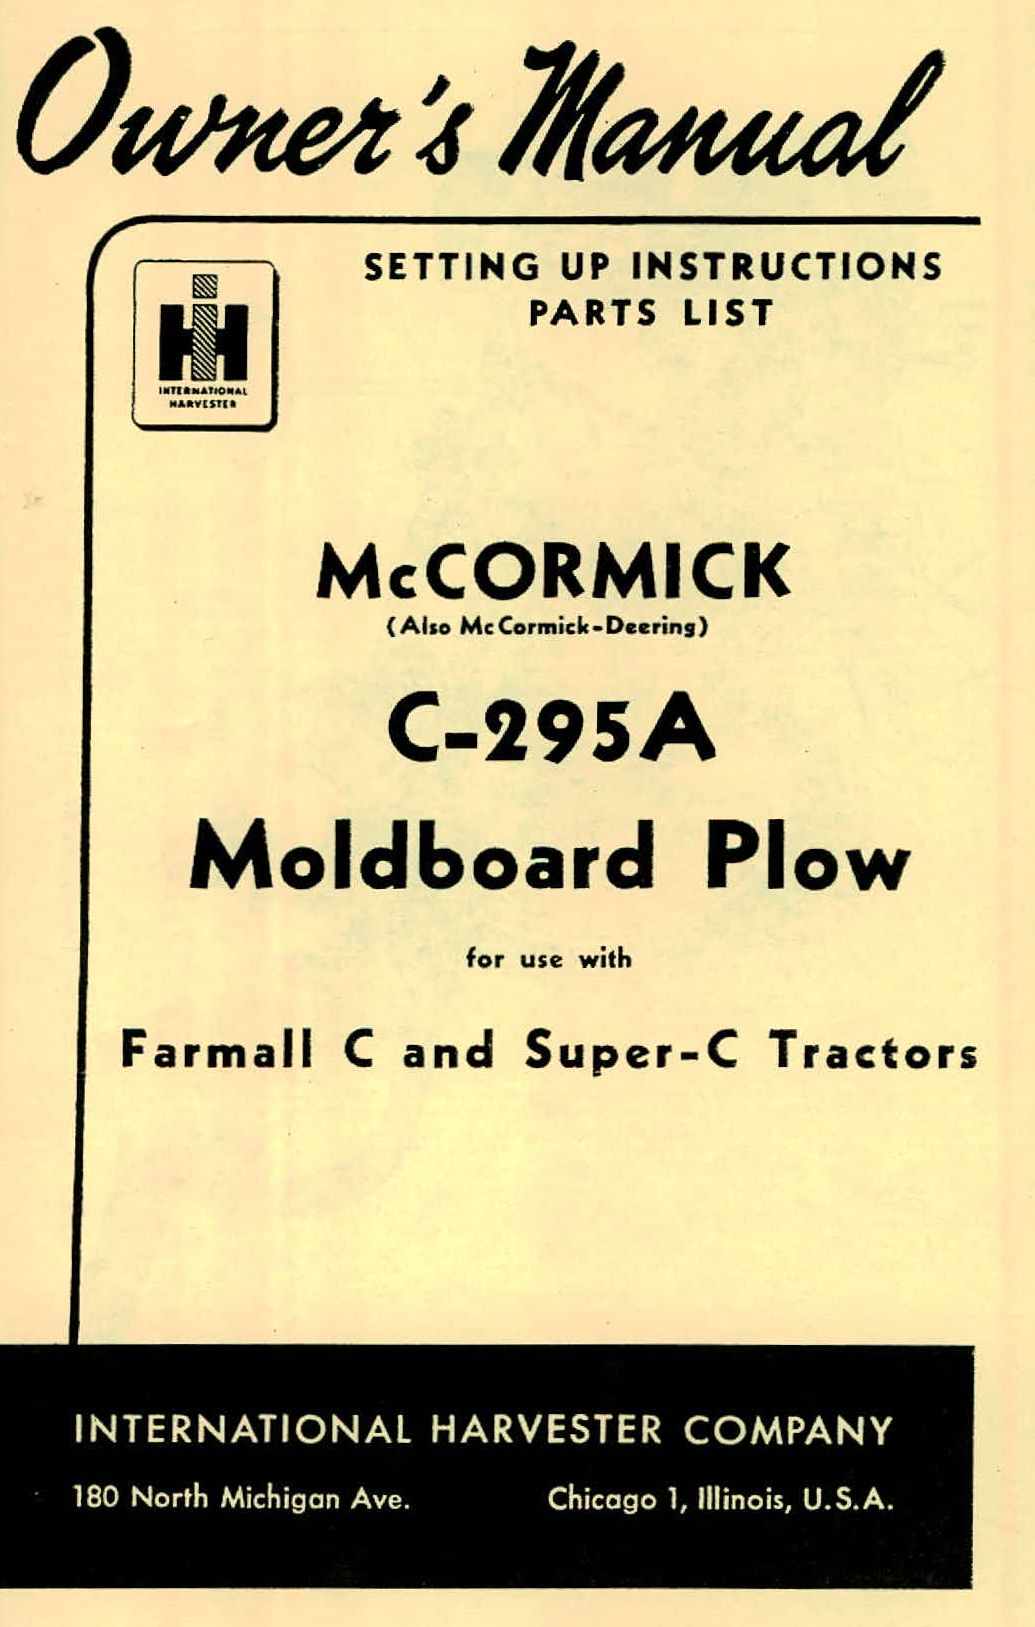 Owner's Manual
SETTING UP INSTRUCTIONS
PARTS LIST
IH
INTERNATIONAL
HARVESTER
McCORMICK
(Also McCormick-Deering)
C-295A
Moldboard Plow
for use with
Farmall C and Super-C Tractors
INTERNATIONAL HARVESTER COMPANY
180 North Michigan Ave. Chicago 1, Illinois, U.S.A.